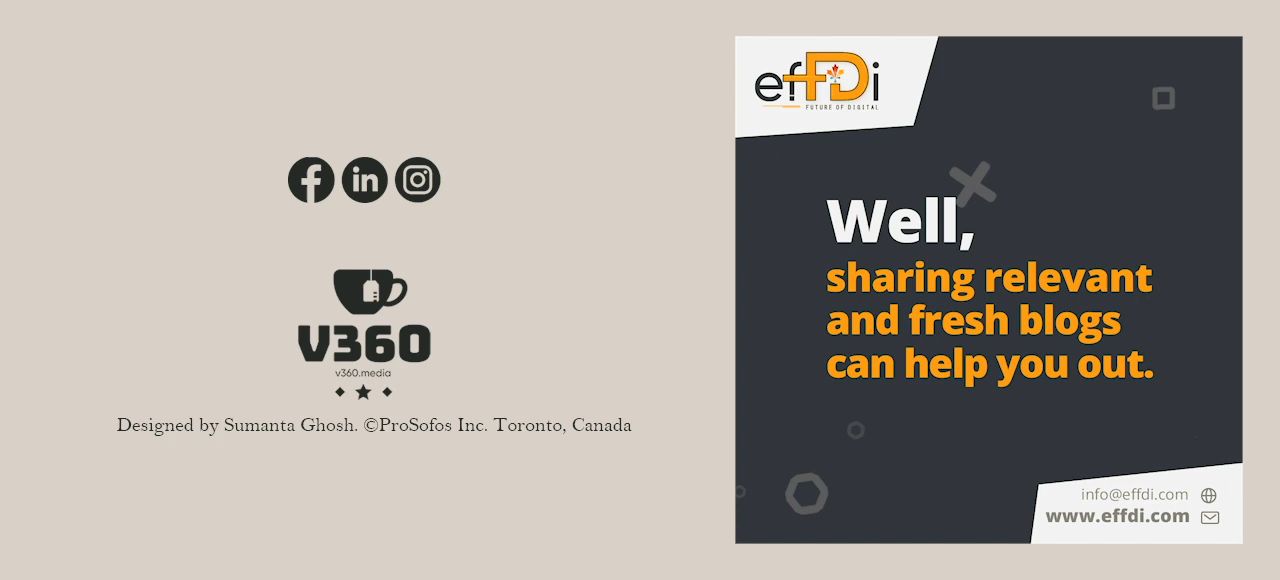 V360
v360.media
Designed by Sumanta Ghosh. ©ProSofos Inc. Toronto, Canada
efFDi
FUTURE OF DIGITAL
Well,
sharing relevant
and fresh blogs
can help you out.
info@effdi.com
www.effdi.com